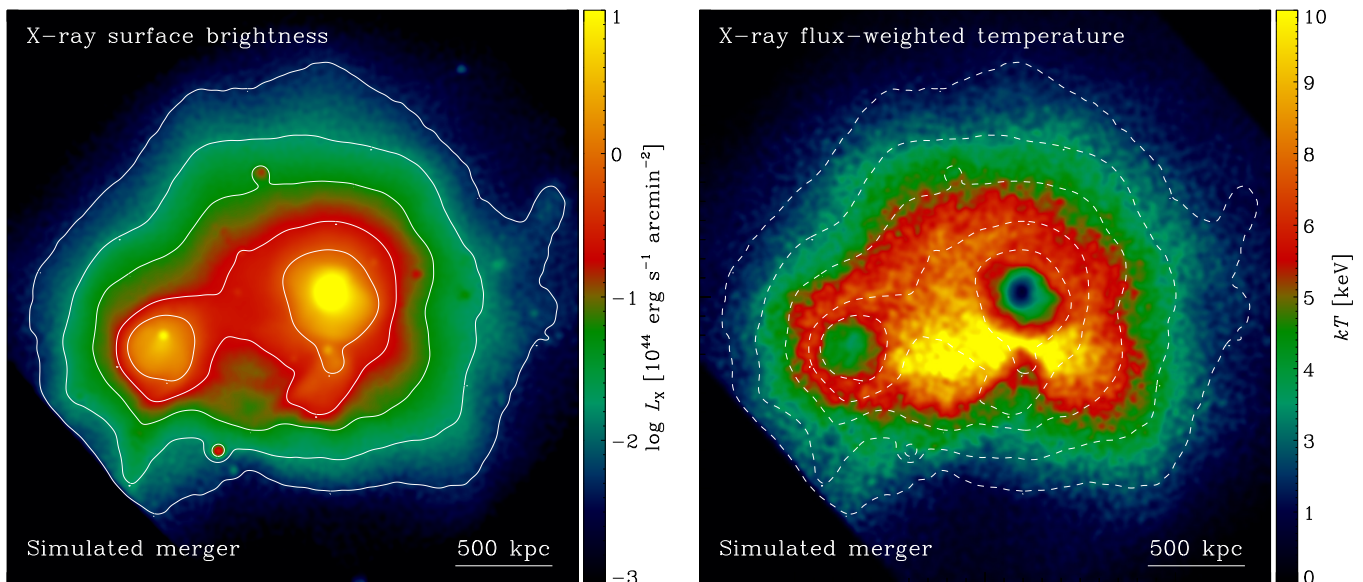 X-ray surface brightness
Simulated merger
500 kpc
1
0
−1
−2
−3
log L_X [10^44 erg s^−1 arcmin^−2]
X-ray flux-weighted temperature
Simulated merger
500 kpc
10
9
8
6
5
4
3
1
0
kT [keV]